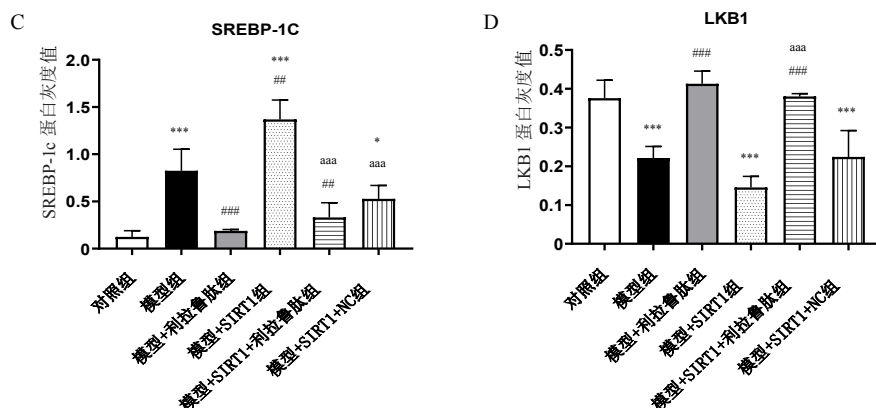 C
SREBP-1C
SREBP-1c 蛋白灰度值
2.0
1.5
1.0
0.5
0
***
###
***
##
aaa
##
*
aaa
对照组
模型组
模型+利拉鲁肽组
模型+SIRT1组
模型+SIRT1+利拉鲁肽组
模型+SIRT1+NC组
D
LKB1
LKB1 蛋白灰度值
0.5
0.4
0.3
0.2
0.1
0
***
###
***
aaa
###
***
对照组
模型组
模型+利拉鲁肽组
模型+SIRT1组
模型+SIRT1+利拉鲁肽组
模型+SIRT1+NC组